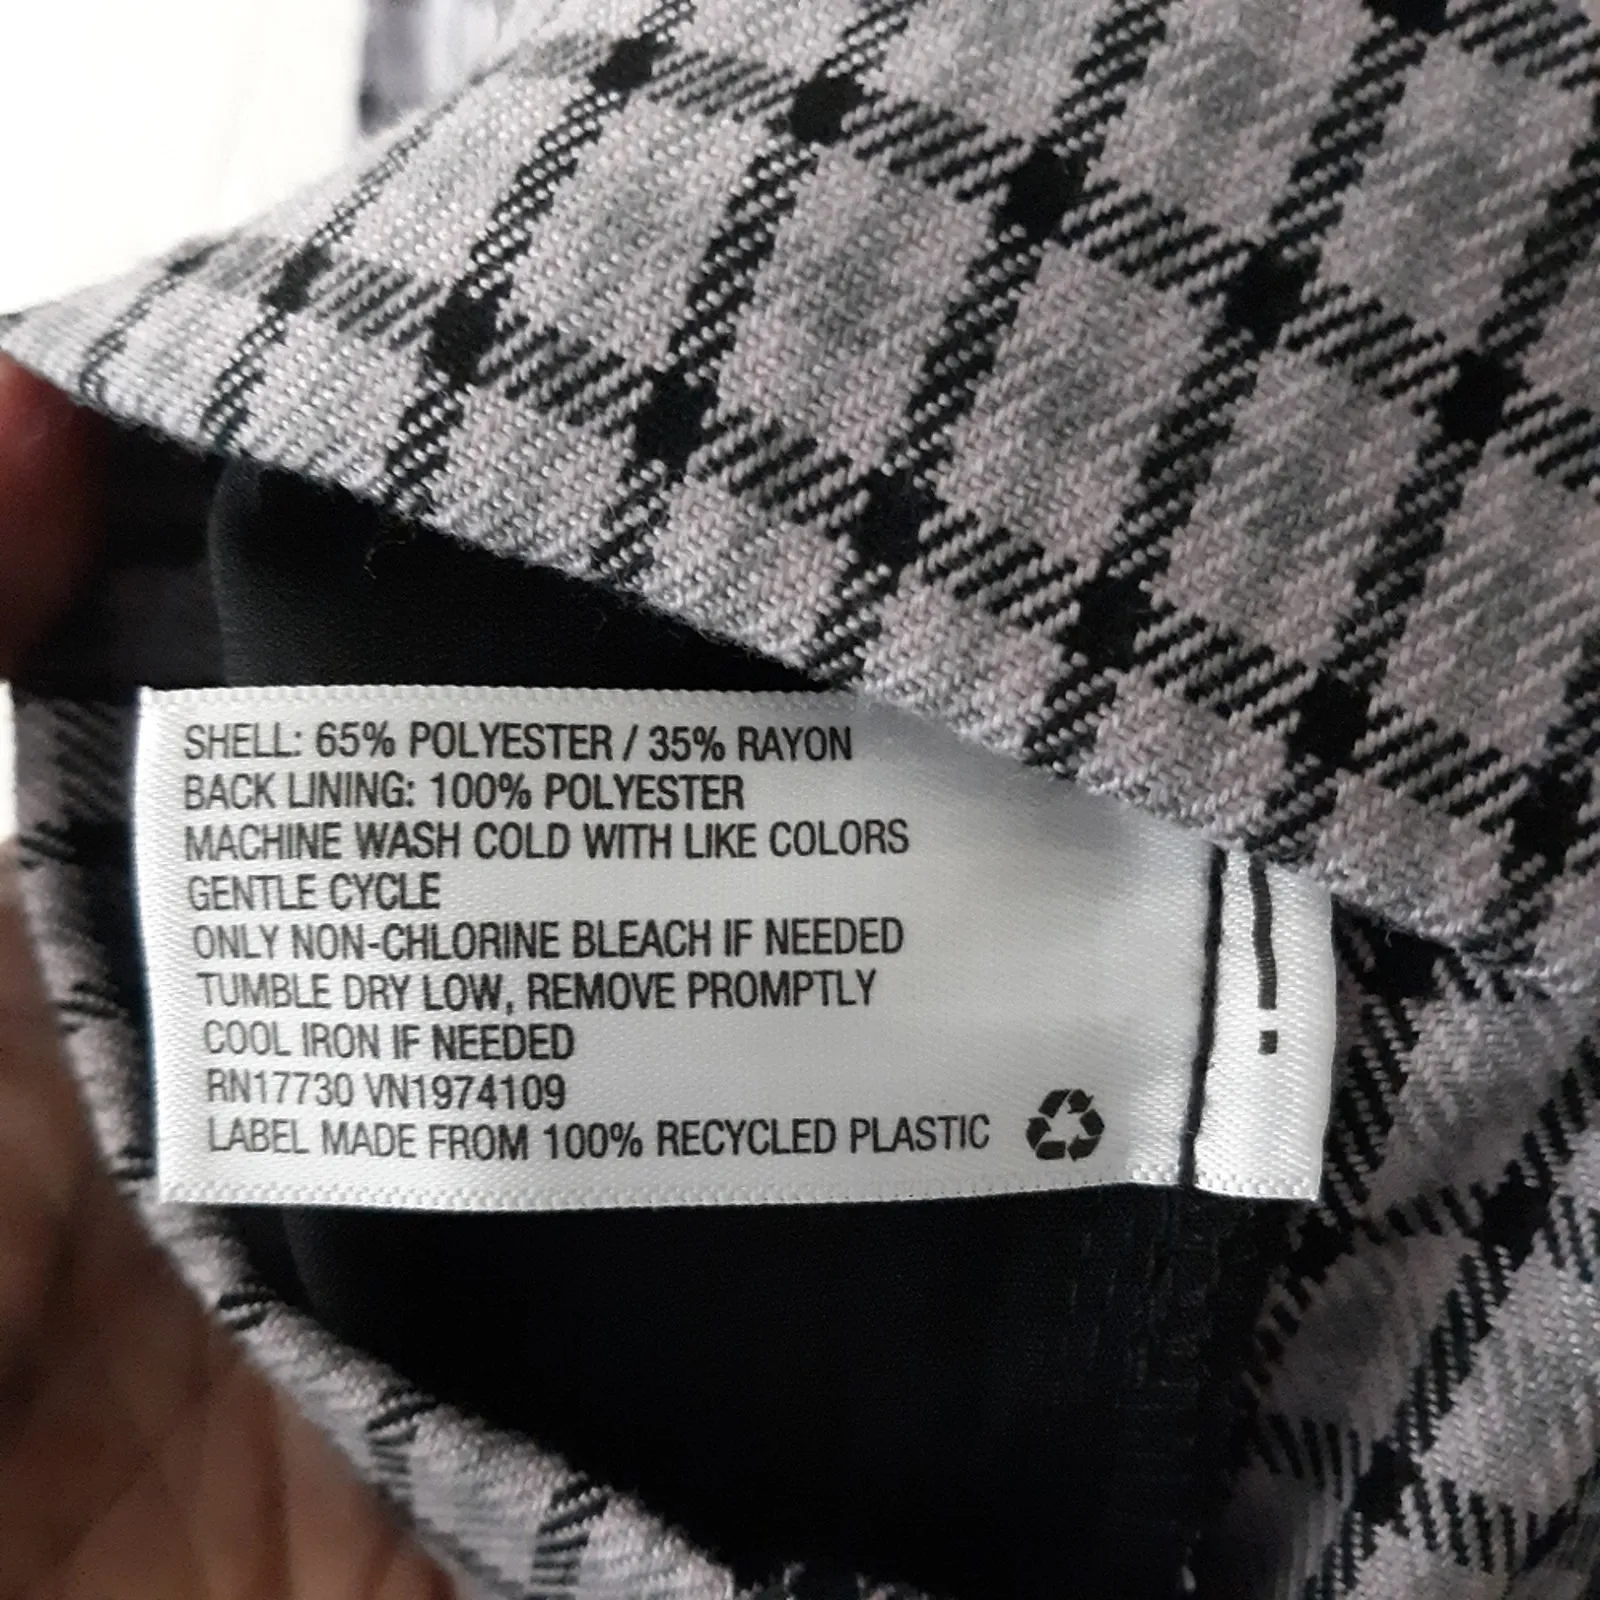 SHELL: 65% POLYESTER / 35% RAYON
BACK LINING: 100% POLYESTER
MACHINE WASH COLD WITH LIKE COLORS
GENTLE CYCLE
ONLY NON-CHLORINE BLEACH IF NEEDED
TUMBLE DRY LOW, REMOVE PROMPTLY
COOL IRON IF NEEDED
RN17730 VN1974109
LABEL MADE FROM 100% RECYCLED PLASTIC